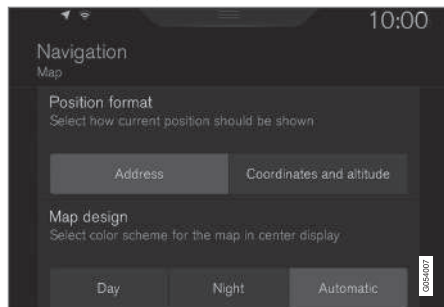 10:00
Navigation
Map
Position format
Select how current position should be shown
Address
Coordinates and altitude
Map design
Select color scheme for the map in center display
Day
Night
Automatic
G054007